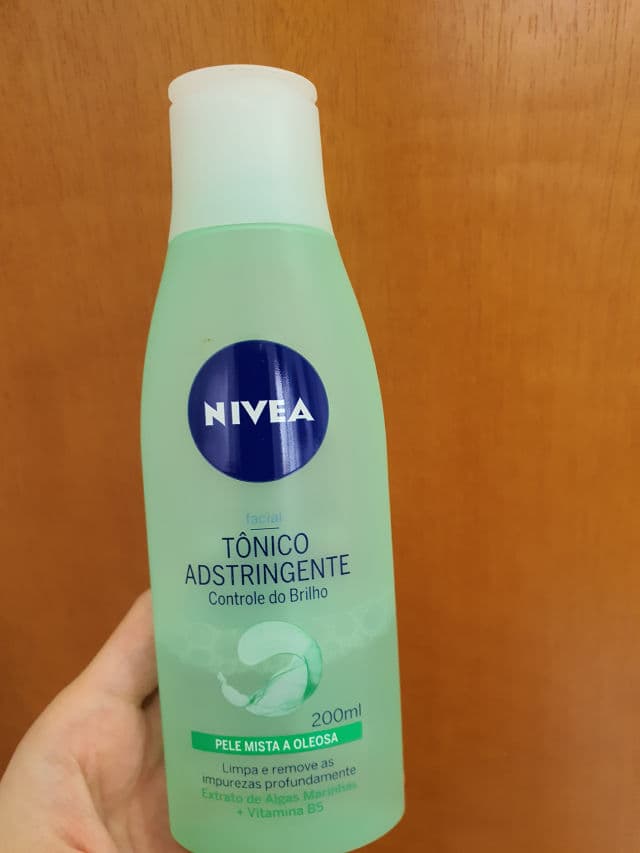 NIVEA
facial
TÔNICO
ADSTRINGENTE
Controle do Brilho
200ml
PELE MISTA A OLEOSA
Limpa e remove as
impurezas profundamente
Extrato de Algas Marinhas
+ Vitamina B5